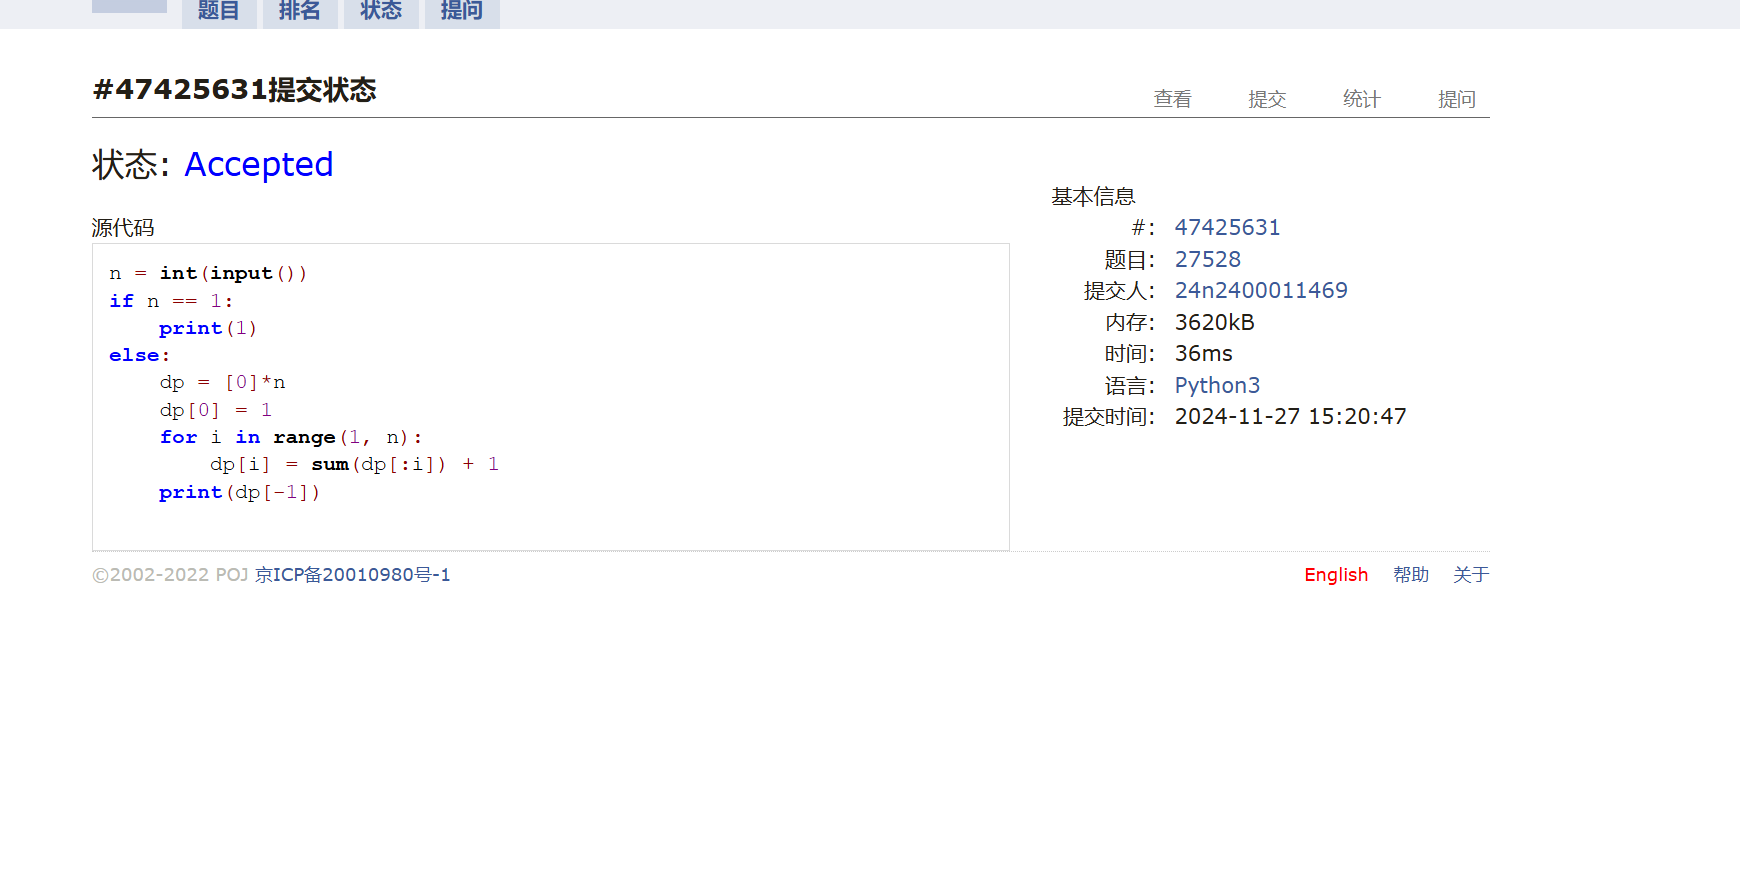 题目 排名 状态 提问
#47425631提交状态
查看 提交 统计 提问
状态: Accepted
源代码
n = int(input())
if n == 1:
    print(1)
else:
    dp = [0]*n
    dp[0] = 1
    for i in range(1, n):
        dp[i] = sum(dp[:i]) + 1
    print(dp[-1])
基本信息
#: 47425631
题目: 27528
提交人: 24n2400011469
内存: 3620kB
时间: 36ms
语言: Python3
提交时间: 2024-11-27 15:20:47
©2002-2022 POJ 京ICP备20010980号-1
English 帮助 关于